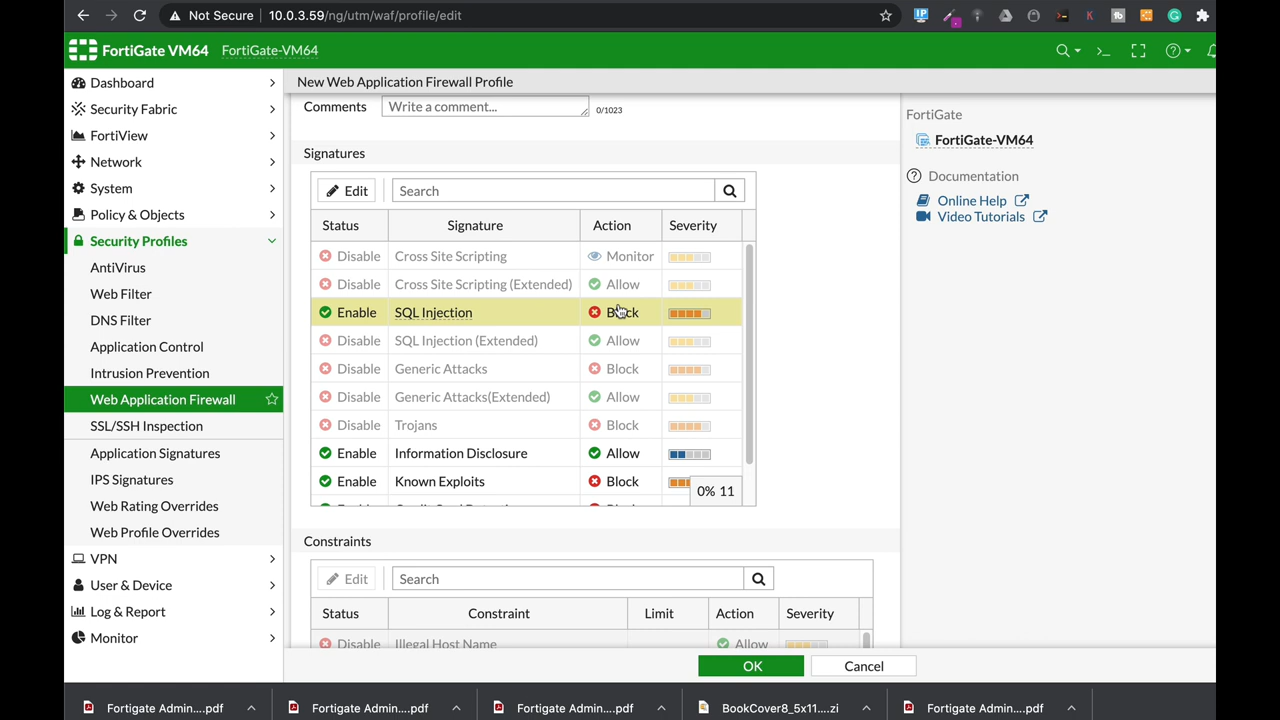 Not Secure | 10.0.3.59/ng/utm/waf/profile/edit
FortiGate VM64 FortiGate-VM64
Dashboard
Security Fabric
FortiView
Network
System
Policy & Objects
Security Profiles
AntiVirus
Web Filter
DNS Filter
Application Control
Intrusion Prevention
Web Application Firewall
SSL/SSH Inspection
Application Signatures
IPS Signatures
Web Rating Overrides
Web Profile Overrides
VPN
User & Device
Log & Report
Monitor
New Web Application Firewall Profile
Comments Write a comment... 0/1023
Signatures
Edit Search
Status Signature Action Severity
Disable Cross Site Scripting Monitor
Disable Cross Site Scripting (Extended) Allow
Enable SQL Injection Block
Disable SQL Injection (Extended) Allow
Disable Generic Attacks Block
Disable Generic Attacks(Extended) Allow
Disable Trojans Block
Enable Information Disclosure Allow
Enable Known Exploits Block
0% 11
Constraints
Edit Search
Status Constraint Limit Action Severity
Disable Illegal Host Name Allow
OK Cancel
FortiGate
FortiGate-VM64
Documentation
Online Help
Video Tutorials
Fortigate Admin....pdf Fortigate Admin....pdf Fortigate Admin....pdf BookCover8_5x11....zi Fortigate Admin....pdf